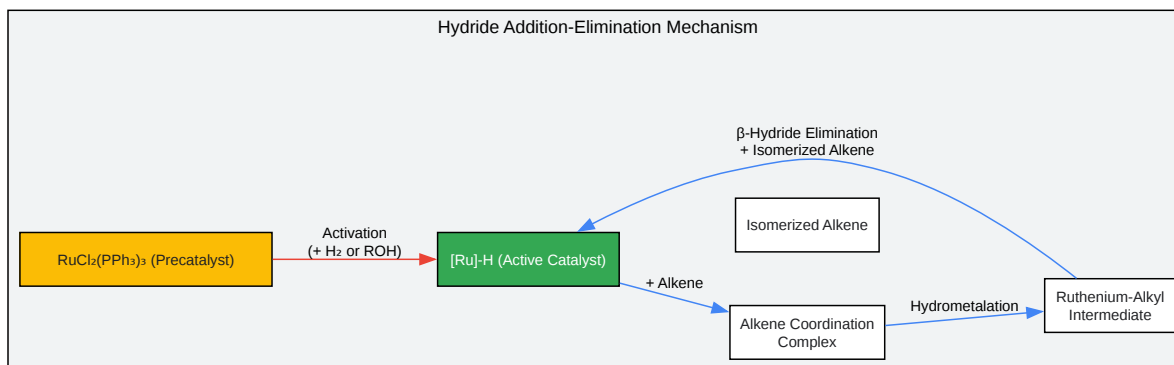 Hydride Addition-Elimination Mechanism
β-Hydride Elimination
+ Isomerized Alkene
Isomerized Alkene
Activation
(+ H₂ or ROH)
RuCl₂(PPh₃)₃ (Precatalyst)
[Ru]-H (Active Catalyst)
+ Alkene
Alkene Coordination
Complex
Hydrometalation
Ruthenium-Alkyl
Intermediate